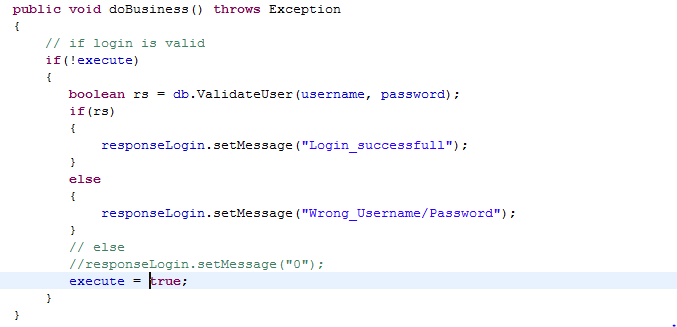 public void doBusiness() throws Exception
{
// if login is valid
if(!execute)
{
boolean rs = db.ValidateUser(username, password);
if(rs)
{
responseLogin.setMessage("Login_successfull");
}
else
{
responseLogin.setMessage("Wrong_Username/Password");
}
// else
//responseLogin.setMessage("0");
execute = true;
}
}